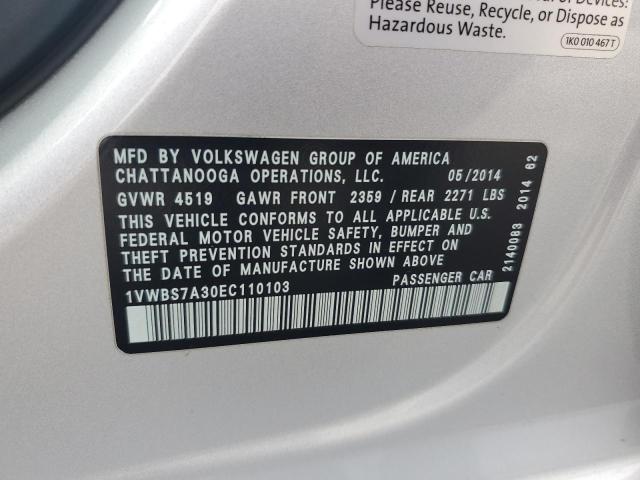 of Devices:
Please Reuse, Recycle, or Dispose as
Hazardous Waste.
1K0 010 467 T
MFD BY VOLKSWAGEN GROUP OF AMERICA
CHATTANOOGA OPERATIONS, LLC. 05/2014
GVWR 4519 GAWR FRONT 2359 / REAR 2271 LBS
THIS VEHICLE CONFORMS TO ALL APPLICABLE U.S.
FEDERAL MOTOR VEHICLE SAFETY, BUMPER AND
THEFT PREVENTION STANDARDS IN EFFECT ON
THE DATE OF MANUFACTURE SHOWN ABOVE
1VWBS7A30EC110103 PASSENGER CAR
2140083 2014 62